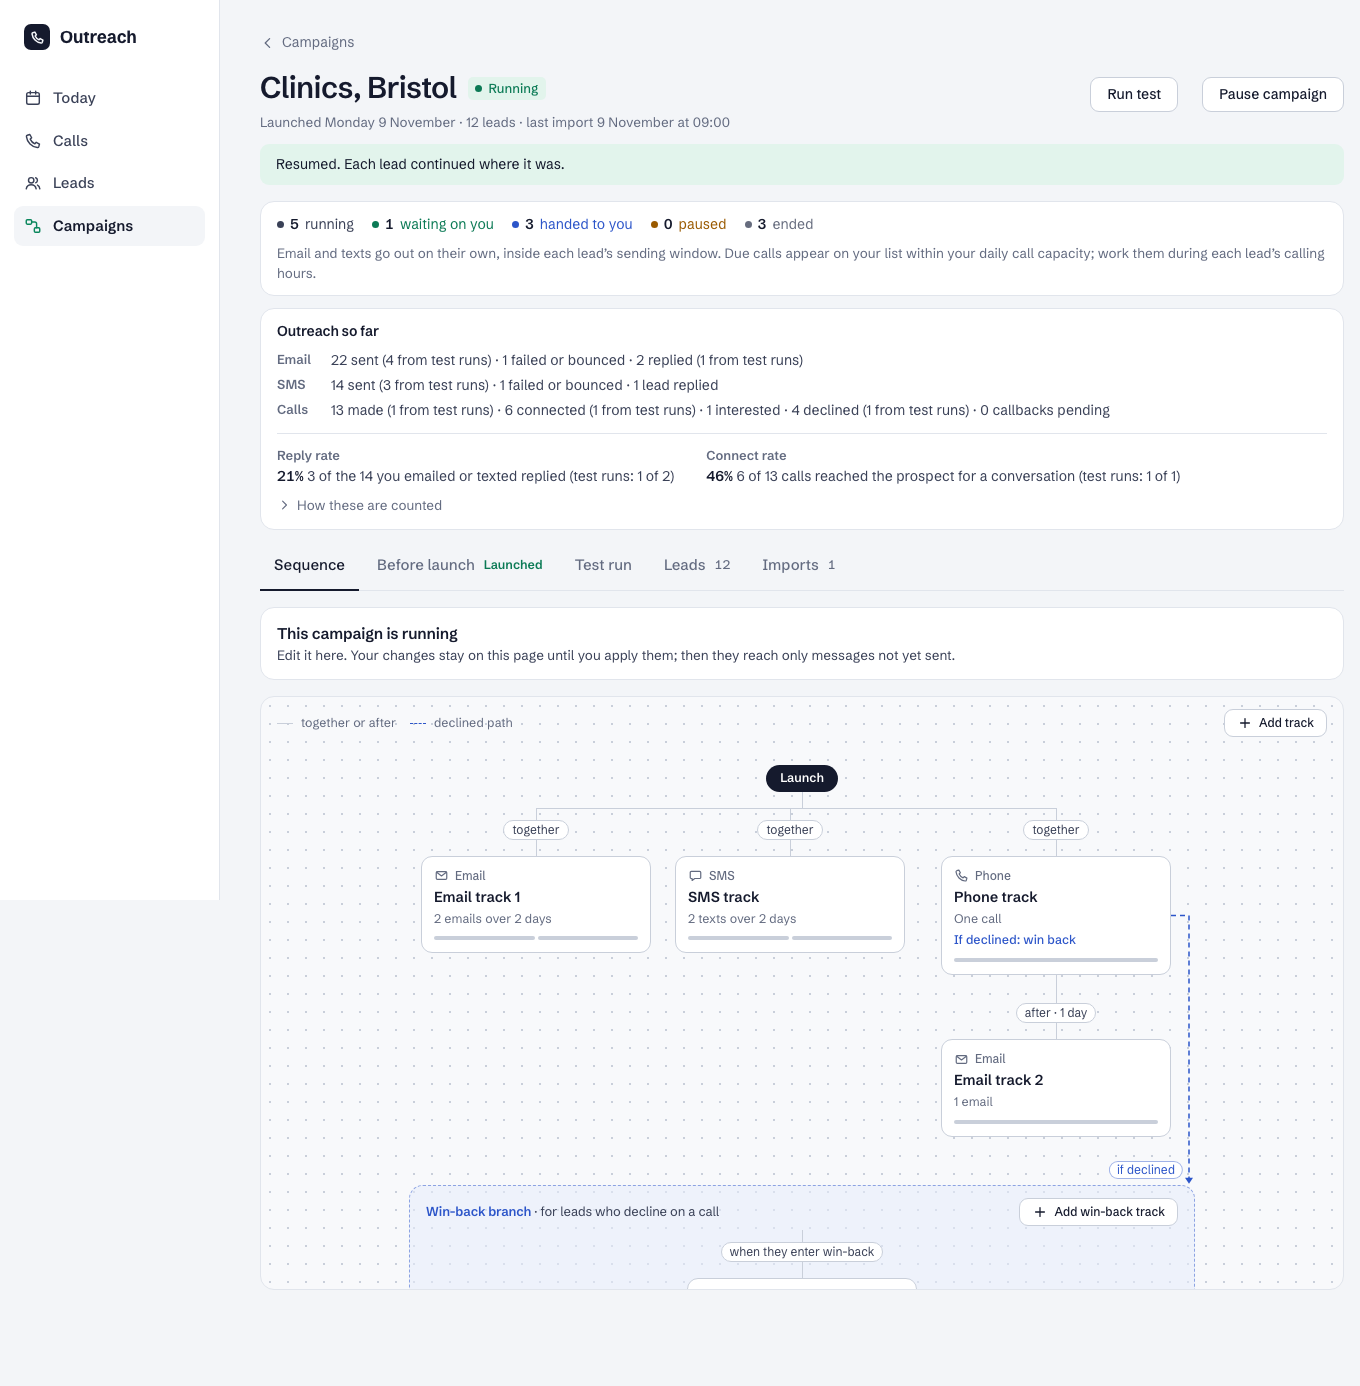 Outreach
Today
Calls
Leads
Campaigns
Campaigns
Clinics, Bristol
Running
Run test
Pause campaign
Launched Monday 9 November · 12 leads · last import 9 November at 09:00
Resumed. Each lead continued where it was.
5 running 1 waiting on you 3 handed to you 0 paused 3 ended
Email and texts go out on their own, inside each lead’s sending window. Due calls appear on your list within your daily call capacity; work them during each lead’s calling
hours.
Outreach so far
Email 22 sent (4 from test runs) · 1 failed or bounced · 2 replied (1 from test runs)
SMS 14 sent (3 from test runs) · 1 failed or bounced · 1 lead replied
Calls 13 made (1 from test runs) · 6 connected (1 from test runs) · 1 interested · 4 declined (1 from test runs) · 0 callbacks pending
Reply rate
21% 3 of the 14 you emailed or texted replied (test runs: 1 of 2)
Connect rate
46% 6 of 13 calls reached the prospect for a conversation (test runs: 1 of 1)
How these are counted
Sequence Before launch Launched Test run Leads 12 Imports 1
This campaign is running
Edit it here. Your changes stay on this page until you apply them; then they reach only messages not yet sent.
together or after declined path
Add track
Launch
together together together
Email
Email track 1
2 emails over 2 days
SMS
SMS track
2 texts over 2 days
Phone
Phone track
One call
If declined: win back
after · 1 day
Email
Email track 2
1 email
if declined
Win-back branch · for leads who decline on a call
Add win-back track
when they enter win-back